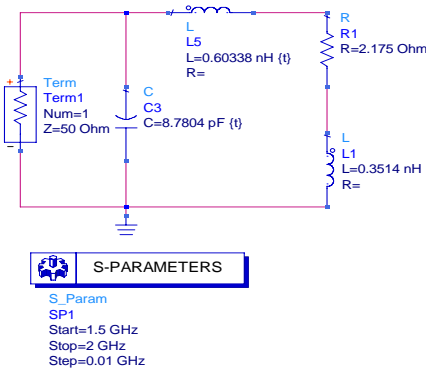 L
L5
L=0.60338 nH {t}
R=
R
R1
R=2.175 Ohm
+
Term
Term1
Num=1
Z=50 Ohm
-
C
C3
C=8.7804 pF {t}
L
L1
L=0.3514 nH
R=
S-PARAMETERS
S_Param
SP1
Start=1.5 GHz
Stop=2 GHz
Step=0.01 GHz